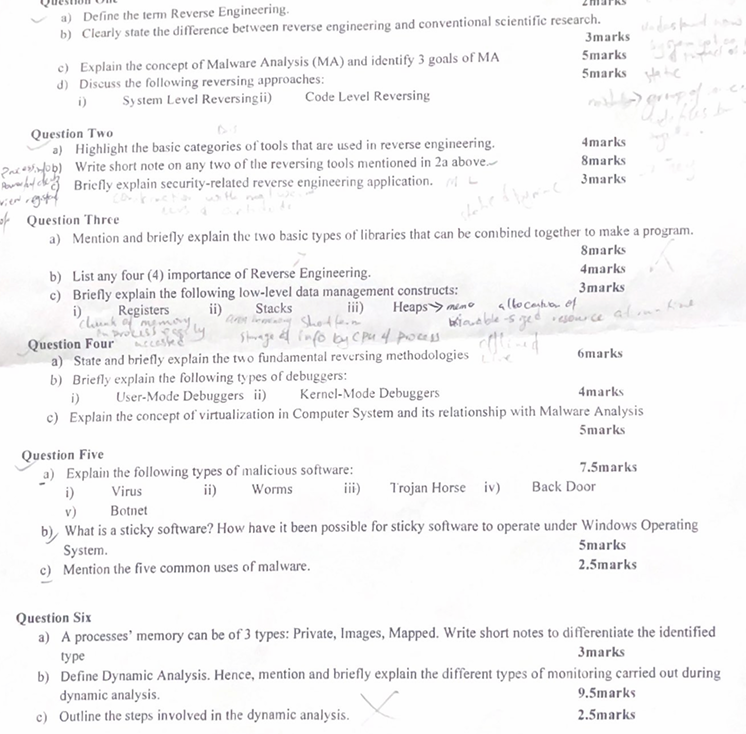 Question One
a) Define the term Reverse Engineering. 2marks
b) Clearly state the difference between reverse engineering and conventional scientific research.
3marks
c) Explain the concept of Malware Analysis (MA) and identify 3 goals of MA 5marks
d) Discuss the following reversing approaches: 5marks
i) System Level Reversingii) Code Level Reversing
Question Two
a) Highlight the basic categories of tools that are used in reverse engineering. 4marks
b) Write short note on any two of the reversing tools mentioned in 2a above. 8marks
c) Briefly explain security-related reverse engineering application. 3marks
Question Three
a) Mention and briefly explain the two basic types of libraries that can be combined together to make a program.
8marks
b) List any four (4) importance of Reverse Engineering. 4marks
c) Briefly explain the following low-level data management constructs: 3marks
i) Registers ii) Stacks iii) Heaps → memo allocation of
chunk of memory short term variable-sized resource
in process accessed storage of info by CPU of process
Question Four
a) State and briefly explain the two fundamental reversing methodologies 6marks
b) Briefly explain the following types of debuggers:
i) User-Mode Debuggers ii) Kernel-Mode Debuggers 4marks
c) Explain the concept of virtualization in Computer System and its relationship with Malware Analysis
5marks
Question Five
a) Explain the following types of malicious software: 7.5marks
i) Virus ii) Worms iii) Trojan Horse iv) Back Door
v) Botnet
b) What is a sticky software? How have it been possible for sticky software to operate under Windows Operating
System. 5marks
c) Mention the five common uses of malware. 2.5marks
Question Six
a) A processes' memory can be of 3 types: Private, Images, Mapped. Write short notes to differentiate the identified
type 3marks
b) Define Dynamic Analysis. Hence, mention and briefly explain the different types of monitoring carried out during
dynamic analysis. 9.5marks
c) Outline the steps involved in the dynamic analysis. 2.5marks